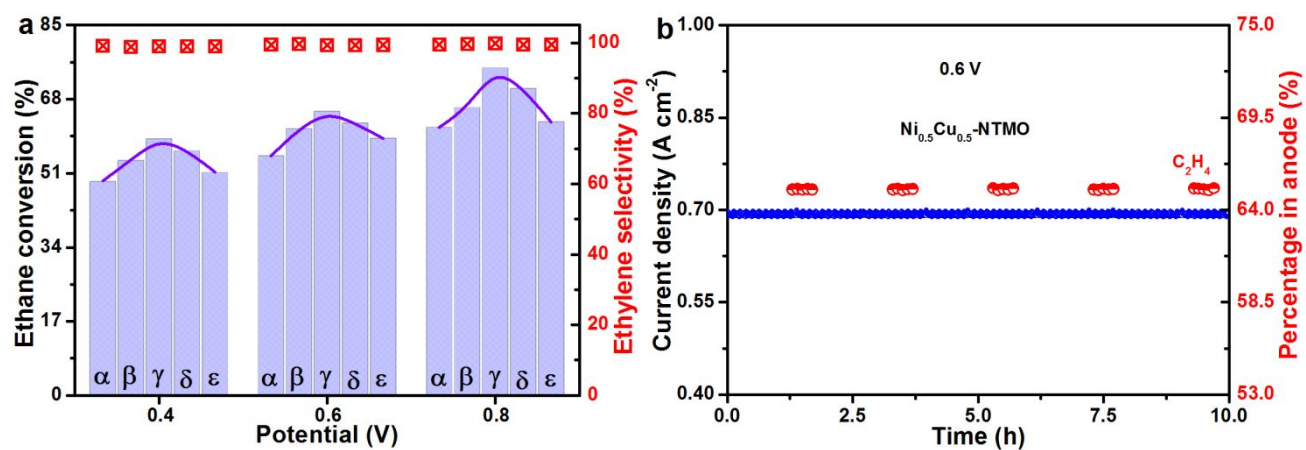 a
85
68
51
34
17
0
Ethane conversion (%)
α β γ δ ε
α β γ δ ε
α β γ δ ε
0.4 0.6 0.8
Potential (V)
100
80
60
40
20
0
Ethylene selectivity (%)
b
1.00
0.85
0.70
0.55
0.40
Current density (A cm⁻²)
0.6 V
Ni₀.₅Cu₀.₅-NTMO
C₂H₄
0.0 2.5 5.0 7.5 10.0
Time (h)
75.0
69.5
64.0
58.5
53.0
Percentage in anode (%)